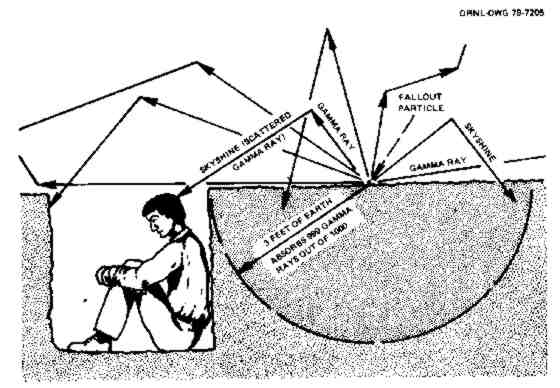 ORNL-DWG 78-7205
SKYSHINE (SCATTERED
GAMMA RAY)
GAMMA RAY
FALLOUT
PARTICLE
SKYSHINE
GAMMA RAY
3 FEET OF EARTH
ABSORBS 999 GAMMA
RAYS OUT OF 1000